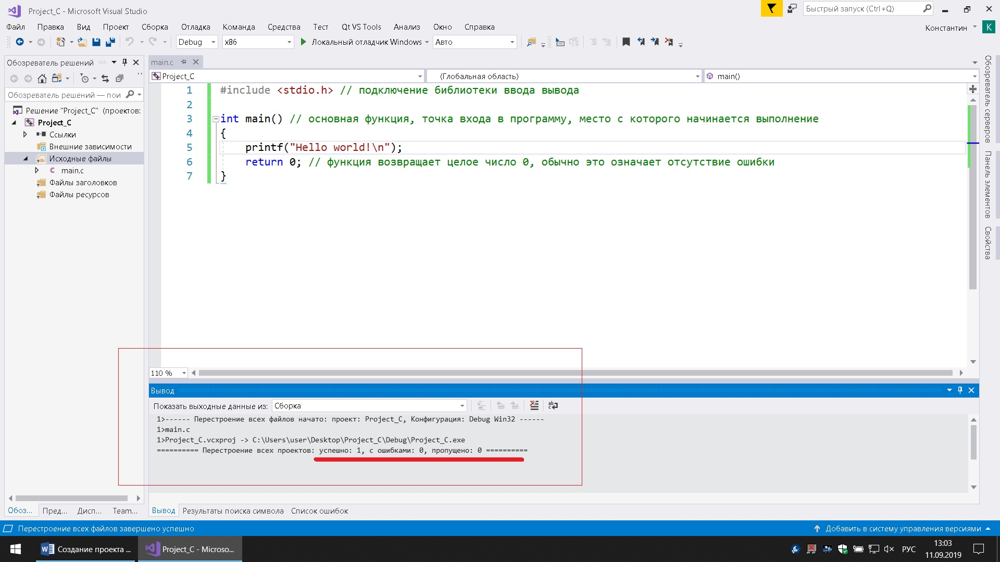 Project_C - Microsoft Visual Studio
Быстрый запуск (Ctrl+Q)
Файл Правка Вид Проект Сборка Отладка Команда Средства Тест Qt VS Tools Анализ Окно Справка
Константин K
Debug x86 Локальный отладчик Windows Авто
Обозреватель решений
Обозреватель решений — пои
Решение "Project_C" (проектов:
Project_C
Ссылки
Внешние зависимости
Исходные файлы
main.c
Файлы заголовков
Файлы ресурсов
main.c
Project_C (Глобальная область) main()
1 #include <stdio.h> // подключение библиотеки ввода вывода
2
3 int main() // основная функция, точка входа в программу, место с которого начинается выполнение
4 {
5 printf("Hello world!\n");
6 return 0; // функция возвращает целое число 0, обычно это означает отсутствие ошибки
7 }
110 %
Вывод
Показать выходные данные из: Сборка
1>------ Перестроение всех файлов начато: проект: Project_C, Конфигурация: Debug Win32 ------
1>main.c
1>Project_C.vcxproj -> C:\Users\user\Desktop\Project_C\Debug\Project_C.exe
========== Перестроение всех проектов: успешно: 1, с ошибками: 0, пропущено: 0 ==========
Обозреватель серверов
Панель элементов
Свойства
Обоз... Пред... Дисп... Team...
Вывод Результаты поиска символа Список ошибок
Перестроение всех файлов завершено успешно
Добавить в систему управления версиями
Создание проекта ... Project_C - Microso...
РУС
13:03
11.09.2019